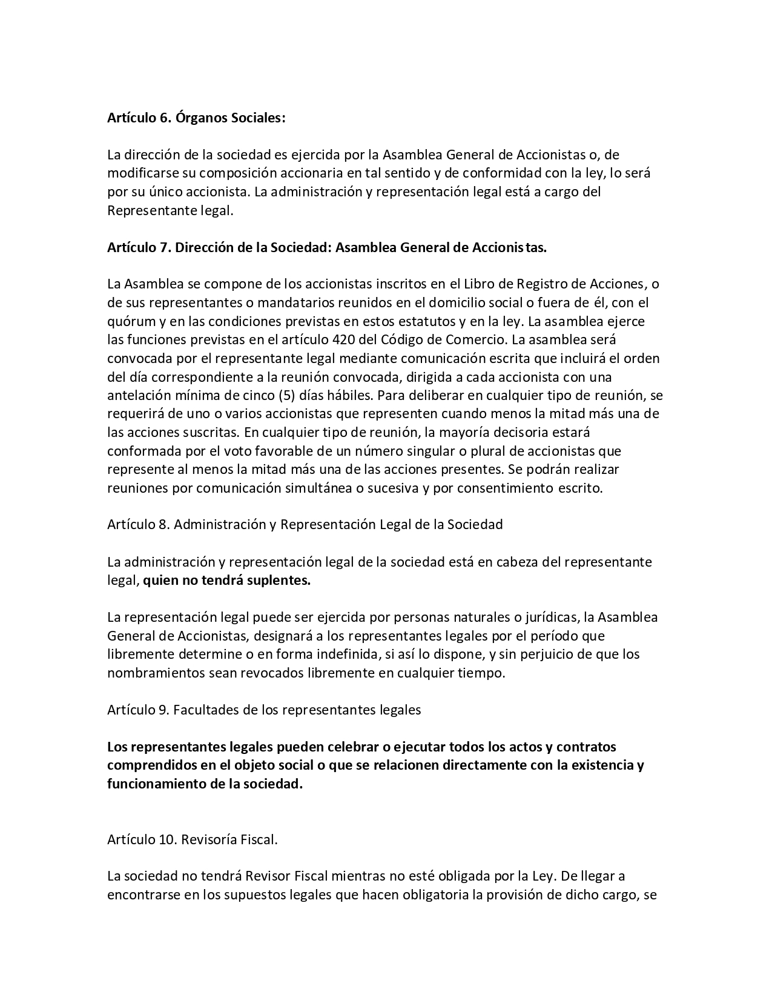 Artículo 6. Órganos Sociales:
La dirección de la sociedad es ejercida por la Asamblea General de Accionistas o, de
modificarse su composición accionaria en tal sentido y de conformidad con la ley, lo será
por su único accionista. La administración y representación legal está a cargo del
Representante legal.
Artículo 7. Dirección de la Sociedad: Asamblea General de Accionistas.
La Asamblea se compone de los accionistas inscritos en el Libro de Registro de Acciones, o
de sus representantes o mandatarios reunidos en el domicilio social o fuera de él, con el
quórum y en las condiciones previstas en estos estatutos y en la ley. La asamblea ejerce
las funciones previstas en el artículo 420 del Código de Comercio. La asamblea será
convocada por el representante legal mediante comunicación escrita que incluirá el orden
del día correspondiente a la reunión convocada, dirigida a cada accionista con una
antelación mínima de cinco (5) días hábiles. Para deliberar en cualquier tipo de reunión, se
requerirá de uno o varios accionistas que representen cuando menos la mitad más una de
las acciones suscritas. En cualquier tipo de reunión, la mayoría decisoria estará
conformada por el voto favorable de un número singular o plural de accionistas que
represente al menos la mitad más una de las acciones presentes. Se podrán realizar
reuniones por comunicación simultánea o sucesiva y por consentimiento escrito.
Artículo 8. Administración y Representación Legal de la Sociedad
La administración y representación legal de la sociedad está en cabeza del representante
legal, quien no tendrá suplentes.
La representación legal puede ser ejercida por personas naturales o jurídicas, la Asamblea
General de Accionistas, designará a los representantes legales por el período que
libremente determine o en forma indefinida, si así lo dispone, y sin perjuicio de que los
nombramientos sean revocados libremente en cualquier tiempo.
Artículo 9. Facultades de los representantes legales
Los representantes legales pueden celebrar o ejecutar todos los actos y contratos
comprendidos en el objeto social o que se relacionen directamente con la existencia y
funcionamiento de la sociedad.
Artículo 10. Revisoría Fiscal.
La sociedad no tendrá Revisor Fiscal mientras no esté obligada por la Ley. De llegar a
encontrarse en los supuestos legales que hacen obligatoria la provisión de dicho cargo, se